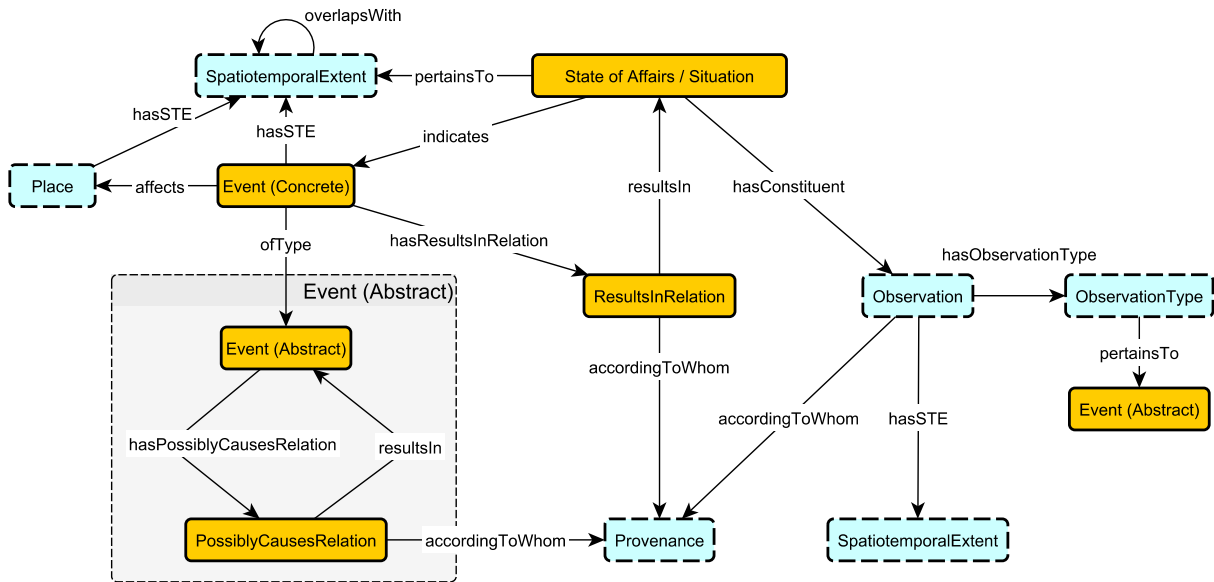 overlapsWith
SpatiotemporalExtent
pertainsTo
State of Affairs / Situation
hasSTE
hasSTE
indicates
Place
affects
Event (Concrete)
resultsIn
hasConstituent
ofType
hasResultsInRelation
hasObservationType
Event (Abstract)
ResultsInRelation
Observation
ObservationType
Event (Abstract)
pertainsTo
accordingToWhom
Event (Abstract)
accordingToWhom
hasSTE
hasPossiblyCausesRelation
resultsIn
PossiblyCausesRelation
accordingToWhom
Provenance
SpatiotemporalExtent